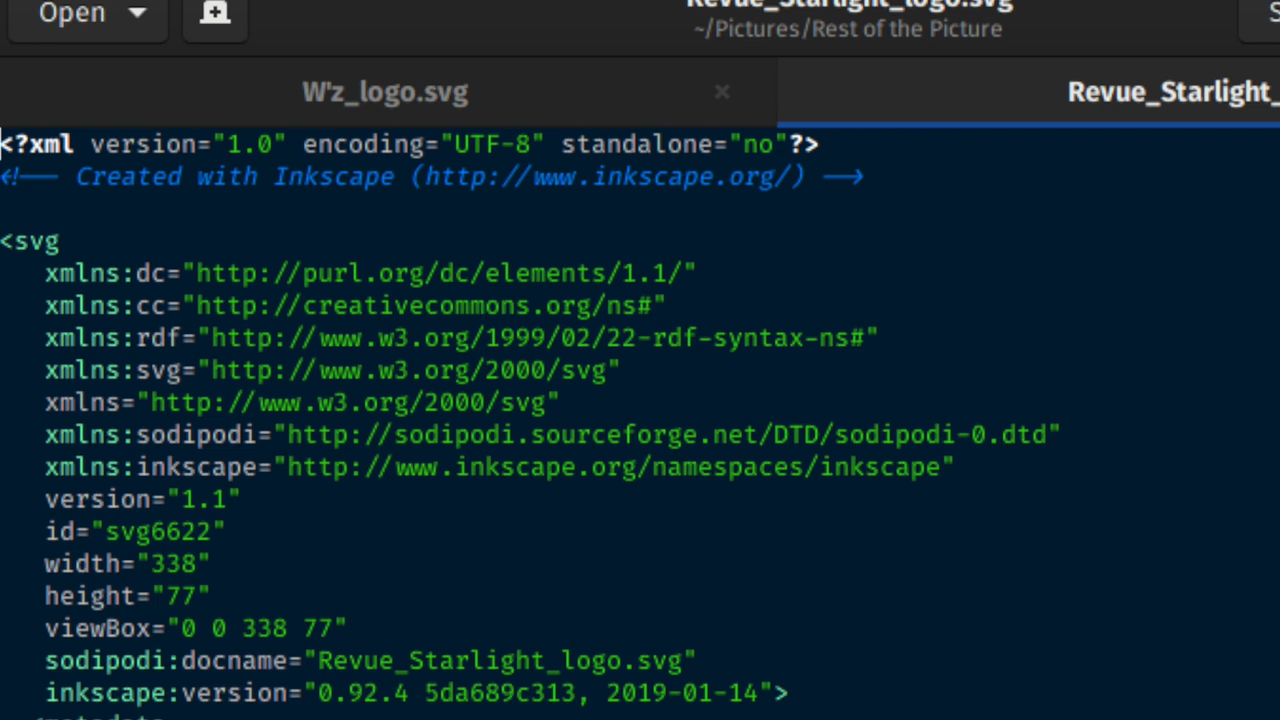 Open
Revue_Starlight_logo.svg
~/Pictures/Rest of the Picture
W'z_logo.svg ×
Revue_Starlight_
<?xml version="1.0" encoding="UTF-8" standalone="no"?>
<!-- Created with Inkscape (http://www.inkscape.org/) -->
<svg
xmlns:dc="http://purl.org/dc/elements/1.1/"
xmlns:cc="http://creativecommons.org/ns#"
xmlns:rdf="http://www.w3.org/1999/02/22-rdf-syntax-ns#"
xmlns:svg="http://www.w3.org/2000/svg"
xmlns="http://www.w3.org/2000/svg"
xmlns:sodipodi="http://sodipodi.sourceforge.net/DTD/sodipodi-0.dtd"
xmlns:inkscape="http://www.inkscape.org/namespaces/inkscape"
version="1.1"
id="svg6622"
width="338"
height="77"
viewBox="0 0 338 77"
sodipodi:docname="Revue_Starlight_logo.svg"
inkscape:version="0.92.4 5da689c313, 2019-01-14">
<metadata